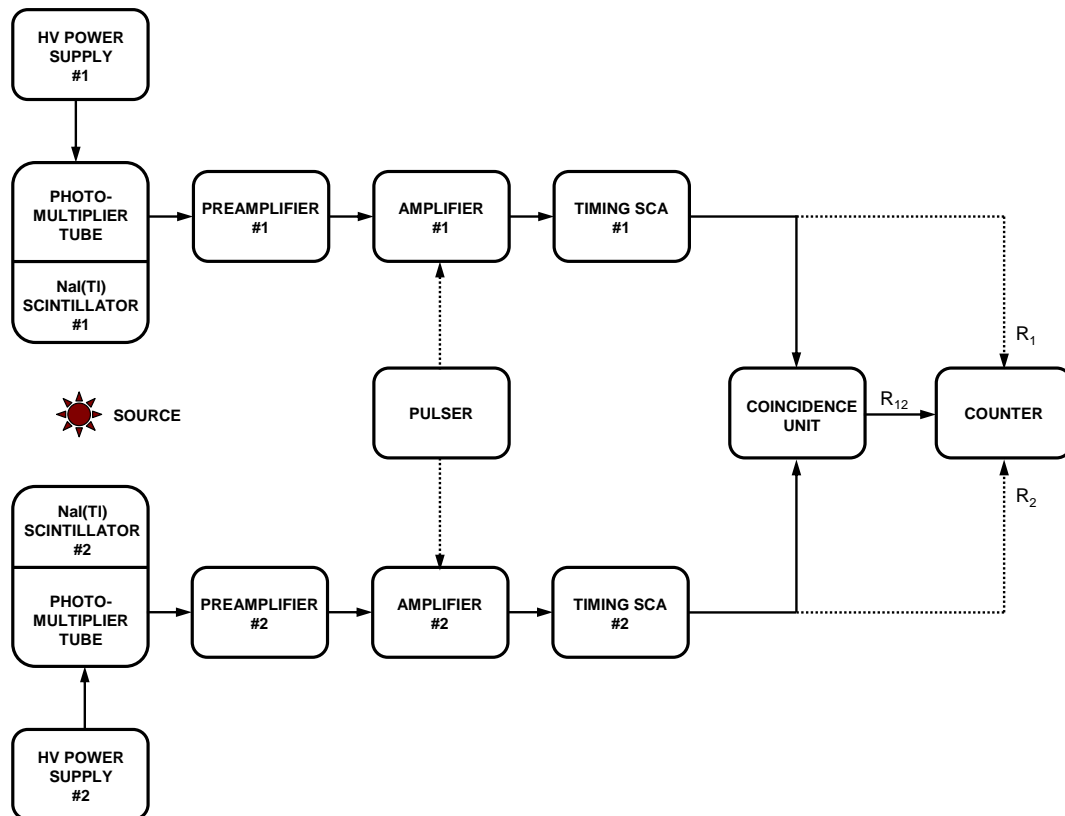 HV POWER
SUPPLY
#1
PHOTO-
MULTIPLIER
TUBE
NaI(Tl)
SCINTILLATOR
#1
PREAMPLIFIER
#1
AMPLIFIER
#1
TIMING SCA
#1
R1
SOURCE
PULSER
COINCIDENCE
UNIT
R12
COUNTER
R2
NaI(Tl)
SCINTILLATOR
#2
PHOTO-
MULTIPLIER
TUBE
PREAMPLIFIER
#2
AMPLIFIER
#2
TIMING SCA
#2
HV POWER
SUPPLY
#2